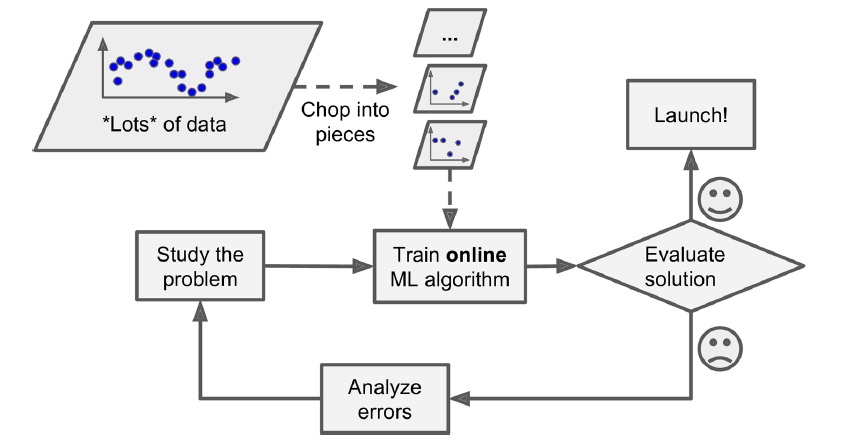 *Lots* of data
Chop into
pieces
...
Launch!
Study the
problem
Train online
ML algorithm
Evaluate
solution
Analyze
errors